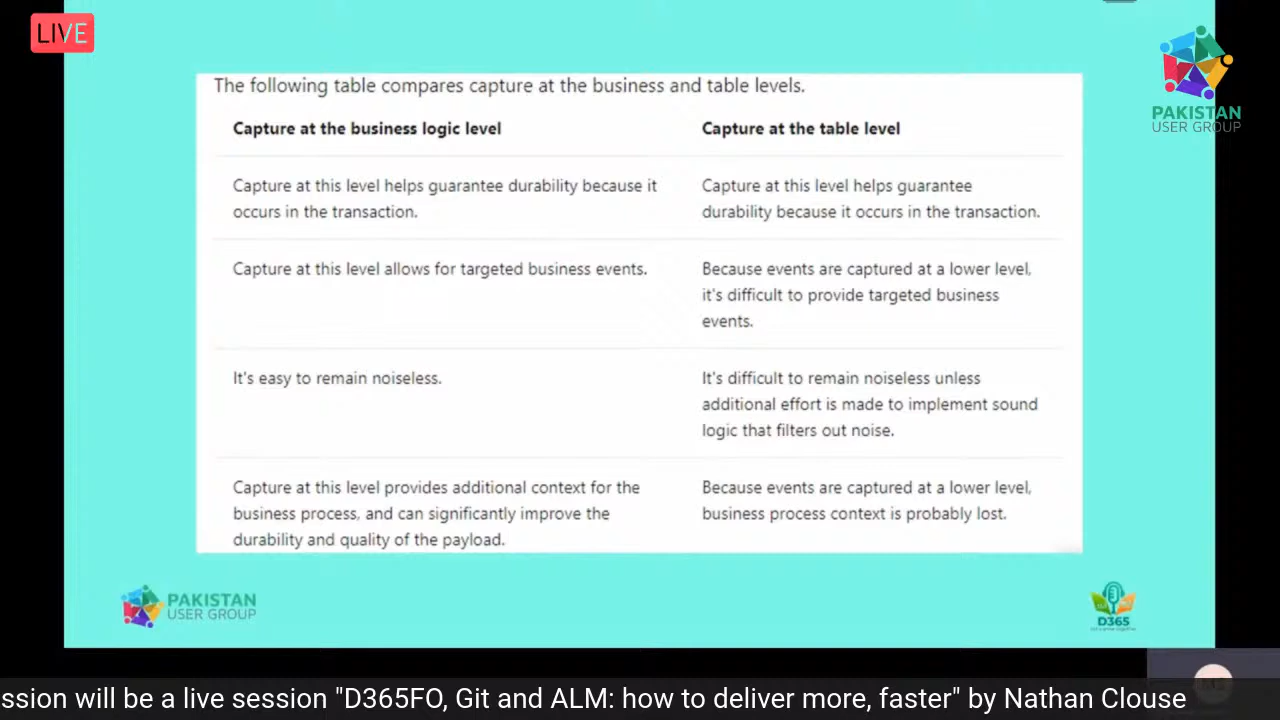 LIVE
PAKISTAN
USER GROUP
The following table compares capture at the business and table levels.
Capture at the business logic level
Capture at the table level
Capture at this level helps guarantee durability because it
occurs in the transaction.
Capture at this level helps guarantee
durability because it occurs in the transaction.
Capture at this level allows for targeted business events.
Because events are captured at a lower level,
it's difficult to provide targeted business
events.
It's easy to remain noiseless.
It's difficult to remain noiseless unless
additional effort is made to implement sound
logic that filters out noise.
Capture at this level provides additional context for the
business process, and can significantly improve the
durability and quality of the payload.
Because events are captured at a lower level,
business process context is probably lost.
PAKISTAN
USER GROUP
D365
ssion will be a live session "D365FO, Git and ALM: how to deliver more, faster" by Nathan Clouse